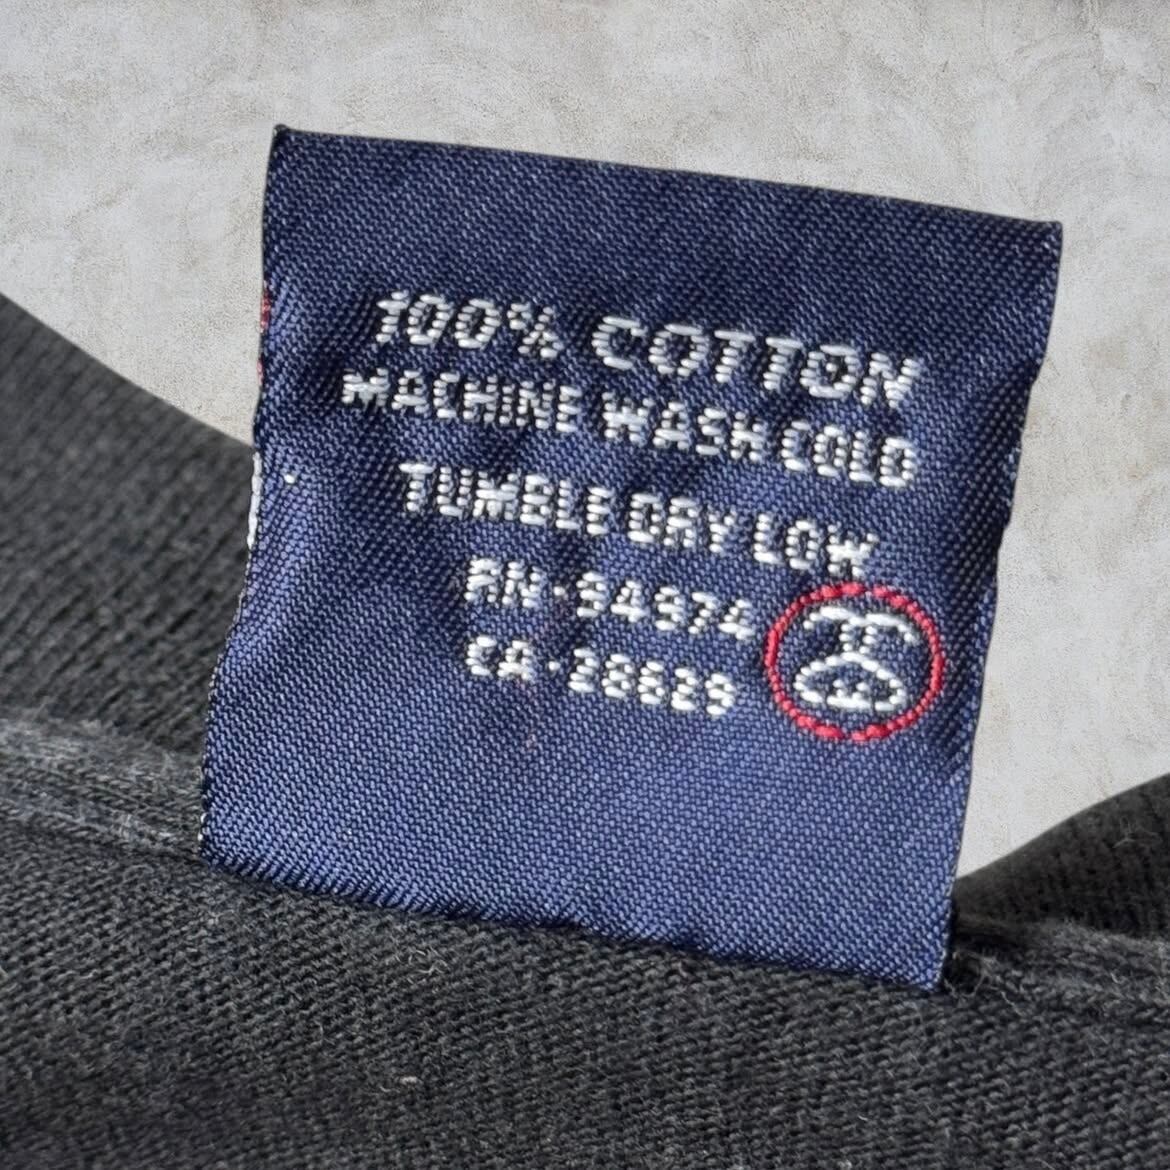 100% COTTON
MACHINE WASH COLD
TUMBLE DRY LOW
RN·94974
CA·28829